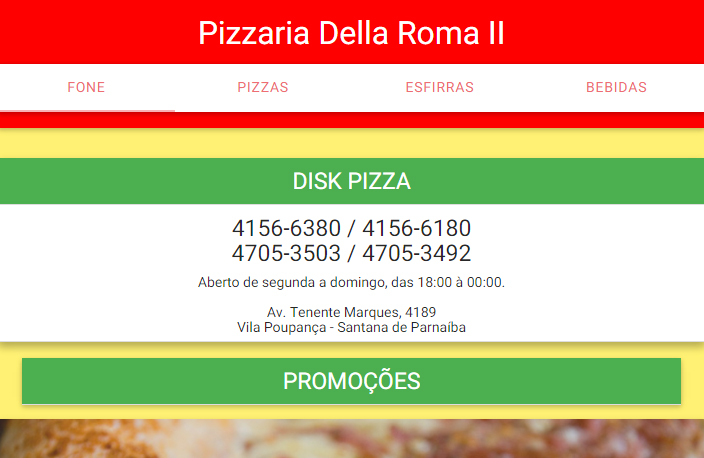 Pizzaria Della Roma II
FONE
PIZZAS
ESFIRRAS
BEBIDAS
DISK PIZZA
4156-6380 / 4156-6180
4705-3503 / 4705-3492
Aberto de segunda a domingo, das 18:00 à 00:00.
Av. Tenente Marques, 4189
Vila Poupança - Santana de Parnaíba
PROMOÇÕES